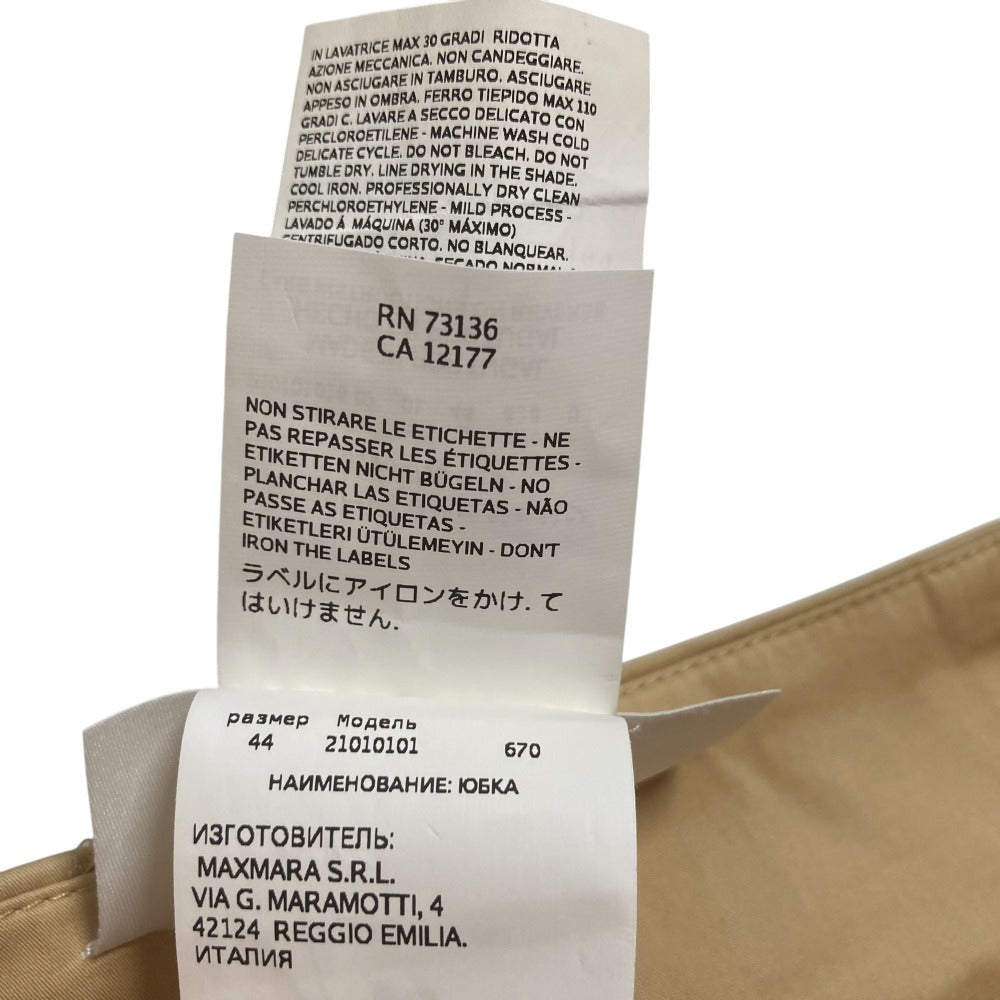 IN LAVATRICE MAX 30 GRADI RIDOTTA
AZIONE MECCANICA. NON CANDEGGIARE.
NON ASCIUGARE IN TAMBURO. ASCIUGARE
APPESO IN OMBRA. FERRO TIEPIDO MAX 110
GRADI C. LAVARE A SECCO DELICATO CON
PERCLOROETILENE - MACHINE WASH COLD
DELICATE CYCLE. DO NOT BLEACH. DO NOT
TUMBLE DRY. LINE DRYING IN THE SHADE.
COOL IRON. PROFESSIONALLY DRY CLEAN
PERCHLOROETHYLENE - MILD PROCESS -
LAVADO Á MÁQUINA (30° MÁXIMO)
CENTRIFUGADO CORTO. NO BLANQUEAR.
SECADO NORMAL
RN 73136
CA 12177
NON STIRARE LE ETICHETTE - NE
PAS REPASSER LES ÉTIQUETTES -
ETIKETTEN NICHT BÜGELN - NO
PLANCHAR LAS ETIQUETAS - NÃO
PASSE AS ETIQUETAS -
ETIKETLERI ÜTÜLEMEYIN - DON'T
IRON THE LABELS
ラベルにアイロンをかけ. て
はいけません.
размер Модель
44 21010101 670
НАИМЕНОВАНИЕ: ЮБКА
ИЗГОТОВИТЕЛЬ:
MAXMARA S.R.L.
VIA G. MARAMOTTI, 4
42124 REGGIO EMILIA.
ИТАЛИЯ